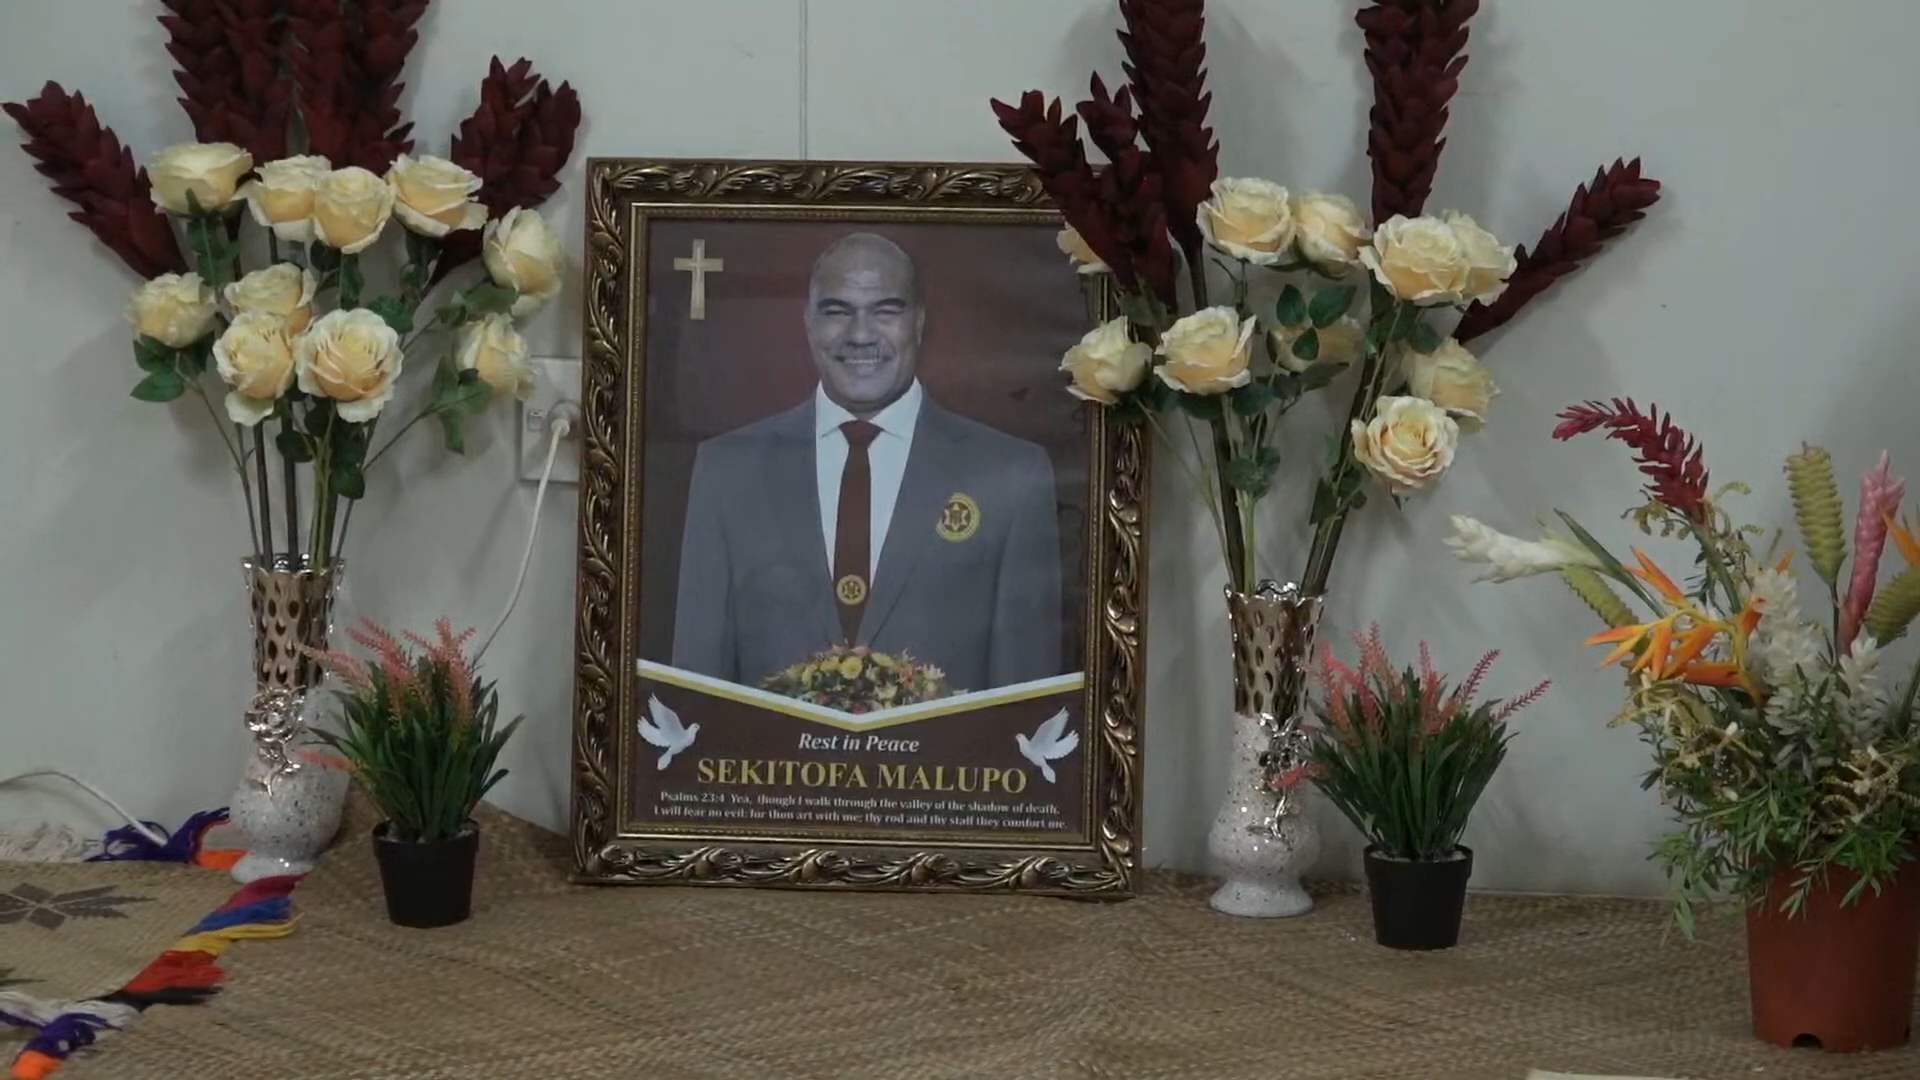 Rest in Peace
SEKITOFA MALUPO
Psalms 23:4 Yea, though I walk through the valley of the shadow of death,
I will fear no evil: for thou art with me; thy rod and thy staff they comfort me.